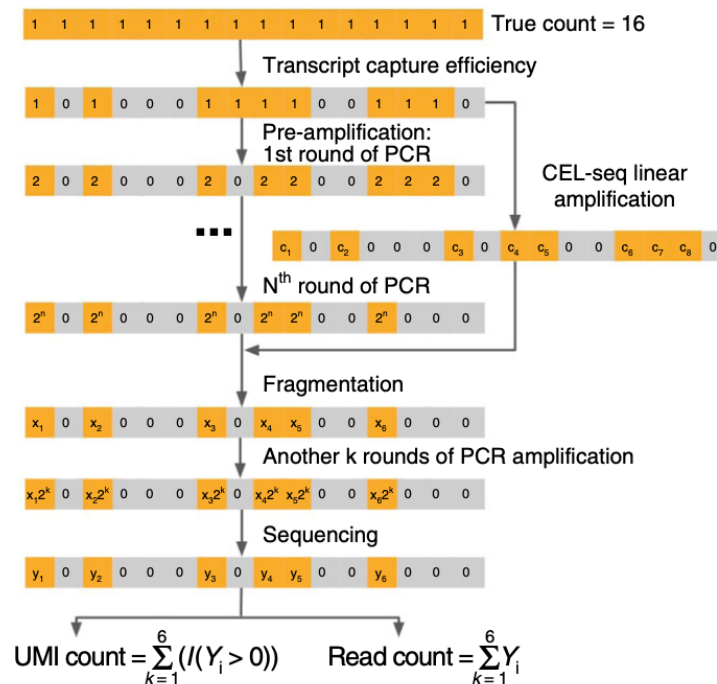 1 1 1 1 1 1 1 1 1 1 1 1 1 1 1 1 True count = 16
Transcript capture efficiency
1 0 1 0 0 0 1 1 1 1 0 0 1 1 1 0
Pre-amplification:
1st round of PCR
2 0 2 0 0 0 2 0 2 2 0 0 2 2 2 0
CEL-seq linear
amplification
...
c₁ 0 c₂ 0 0 0 c₃ 0 c₄ c₅ 0 0 c₆ c₇ c₈ 0
Nᵗʰ round of PCR
2ⁿ 0 2ⁿ 0 0 0 2ⁿ 0 2ⁿ 2ⁿ 0 0 2ⁿ 0 0 0
Fragmentation
x₁ 0 x₂ 0 0 0 x₃ 0 x₄ x₅ 0 0 x₆ 0 0 0
Another k rounds of PCR amplification
x₁2ᵏ 0 x₂2ᵏ 0 0 0 x₃2ᵏ 0 x₄2ᵏ x₅2ᵏ 0 0 x₆2ᵏ 0 0 0
Sequencing
y₁ 0 y₂ 0 0 0 y₃ 0 y₄ y₅ 0 0 y₆ 0 0 0
UMI count = ∑⁶ₖ₌₁ (I(Yᵢ > 0)) Read count = ∑⁶ₖ₌₁ Yᵢ